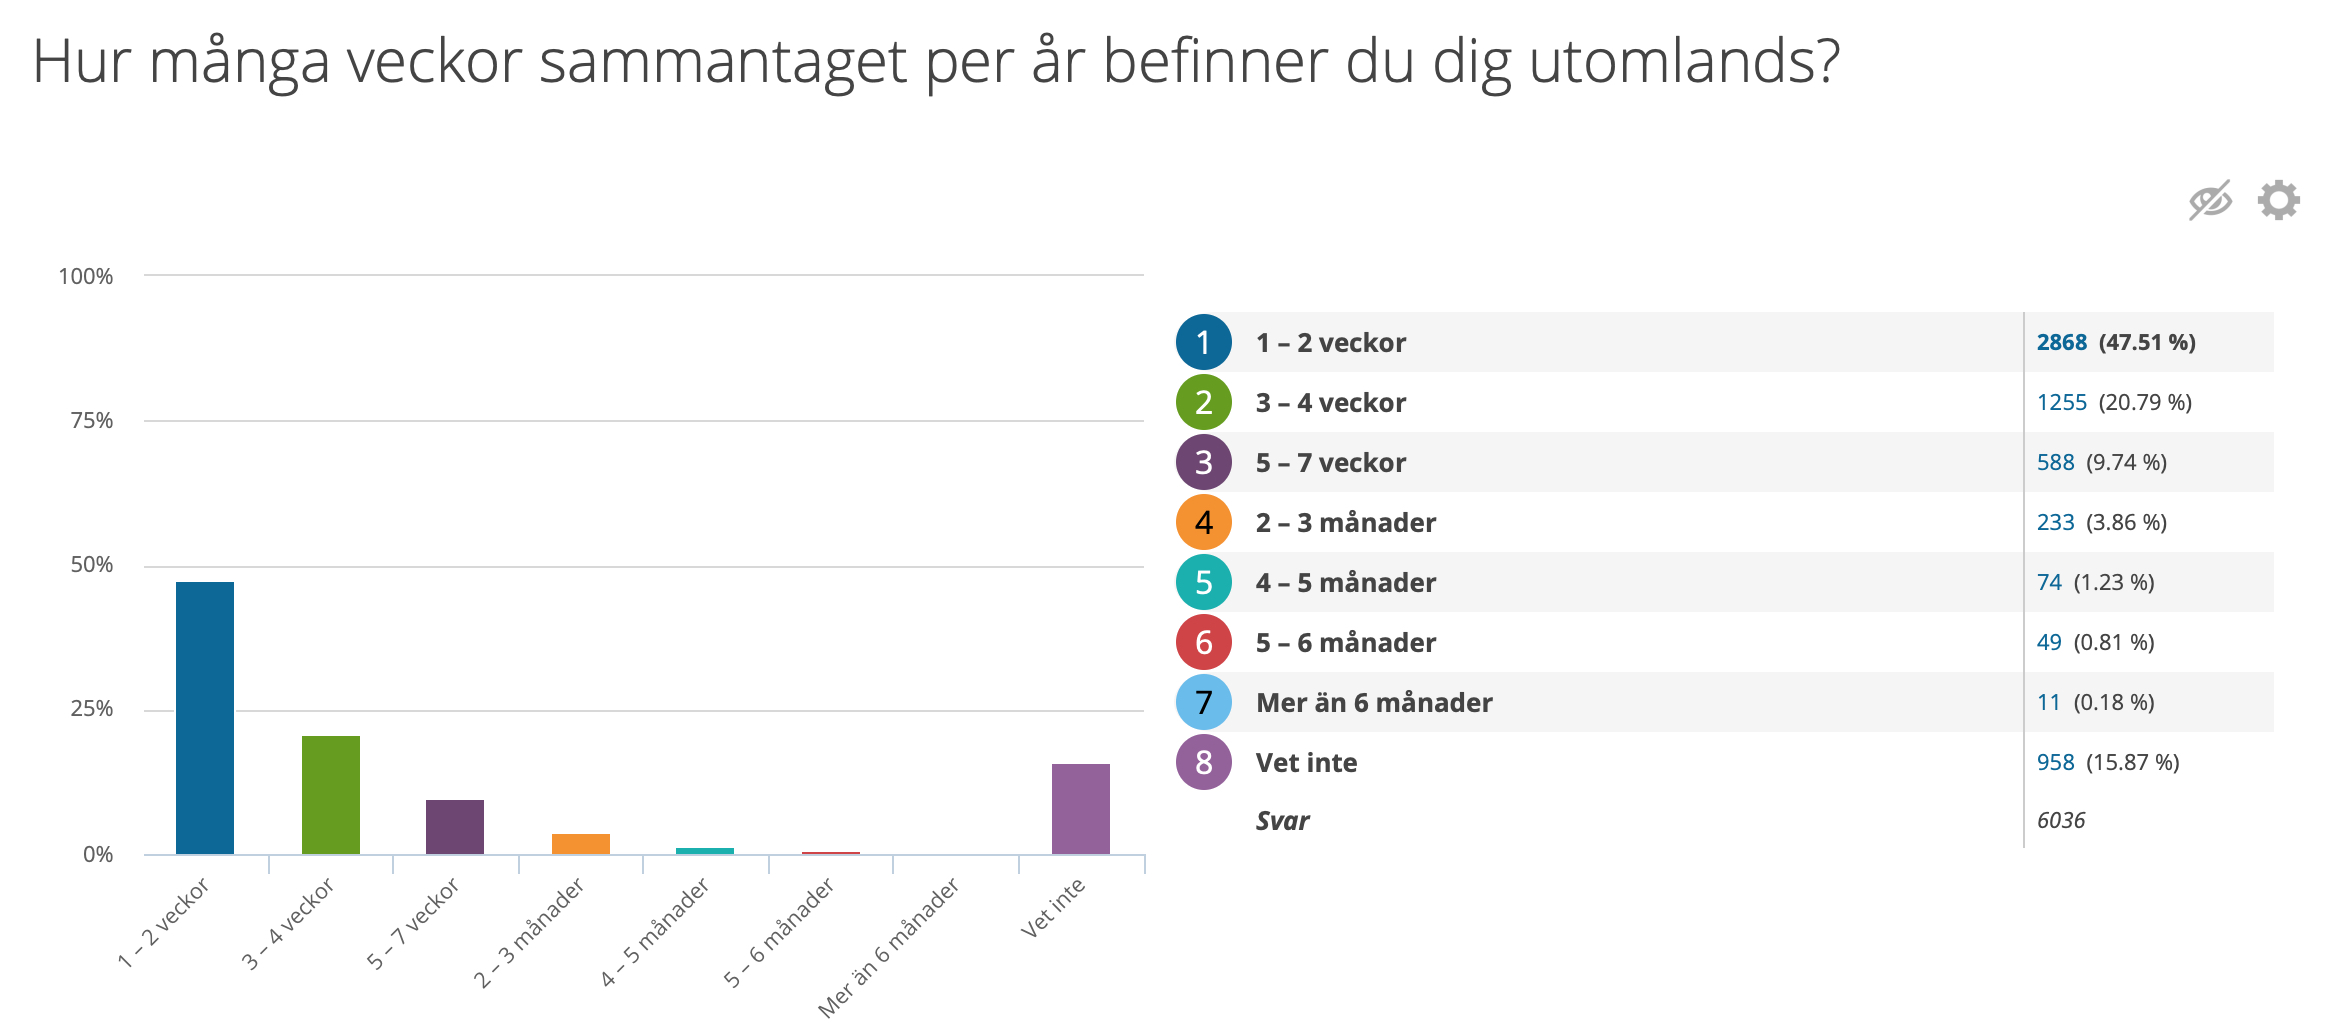 Hur många veckor sammantaget per år befinner du dig utomlands?
100%
75%
50%
25%
0%
1 – 2 veckor
3 – 4 veckor
5 – 7 veckor
2 – 3 månader
4 – 5 månader
5 – 6 månader
Mer än 6 månader
Vet inte
1 1 – 2 veckor 2868 (47.51 %)
2 3 – 4 veckor 1255 (20.79 %)
3 5 – 7 veckor 588 (9.74 %)
4 2 – 3 månader 233 (3.86 %)
5 4 – 5 månader 74 (1.23 %)
6 5 – 6 månader 49 (0.81 %)
7 Mer än 6 månader 11 (0.18 %)
8 Vet inte 958 (15.87 %)
Svar 6036